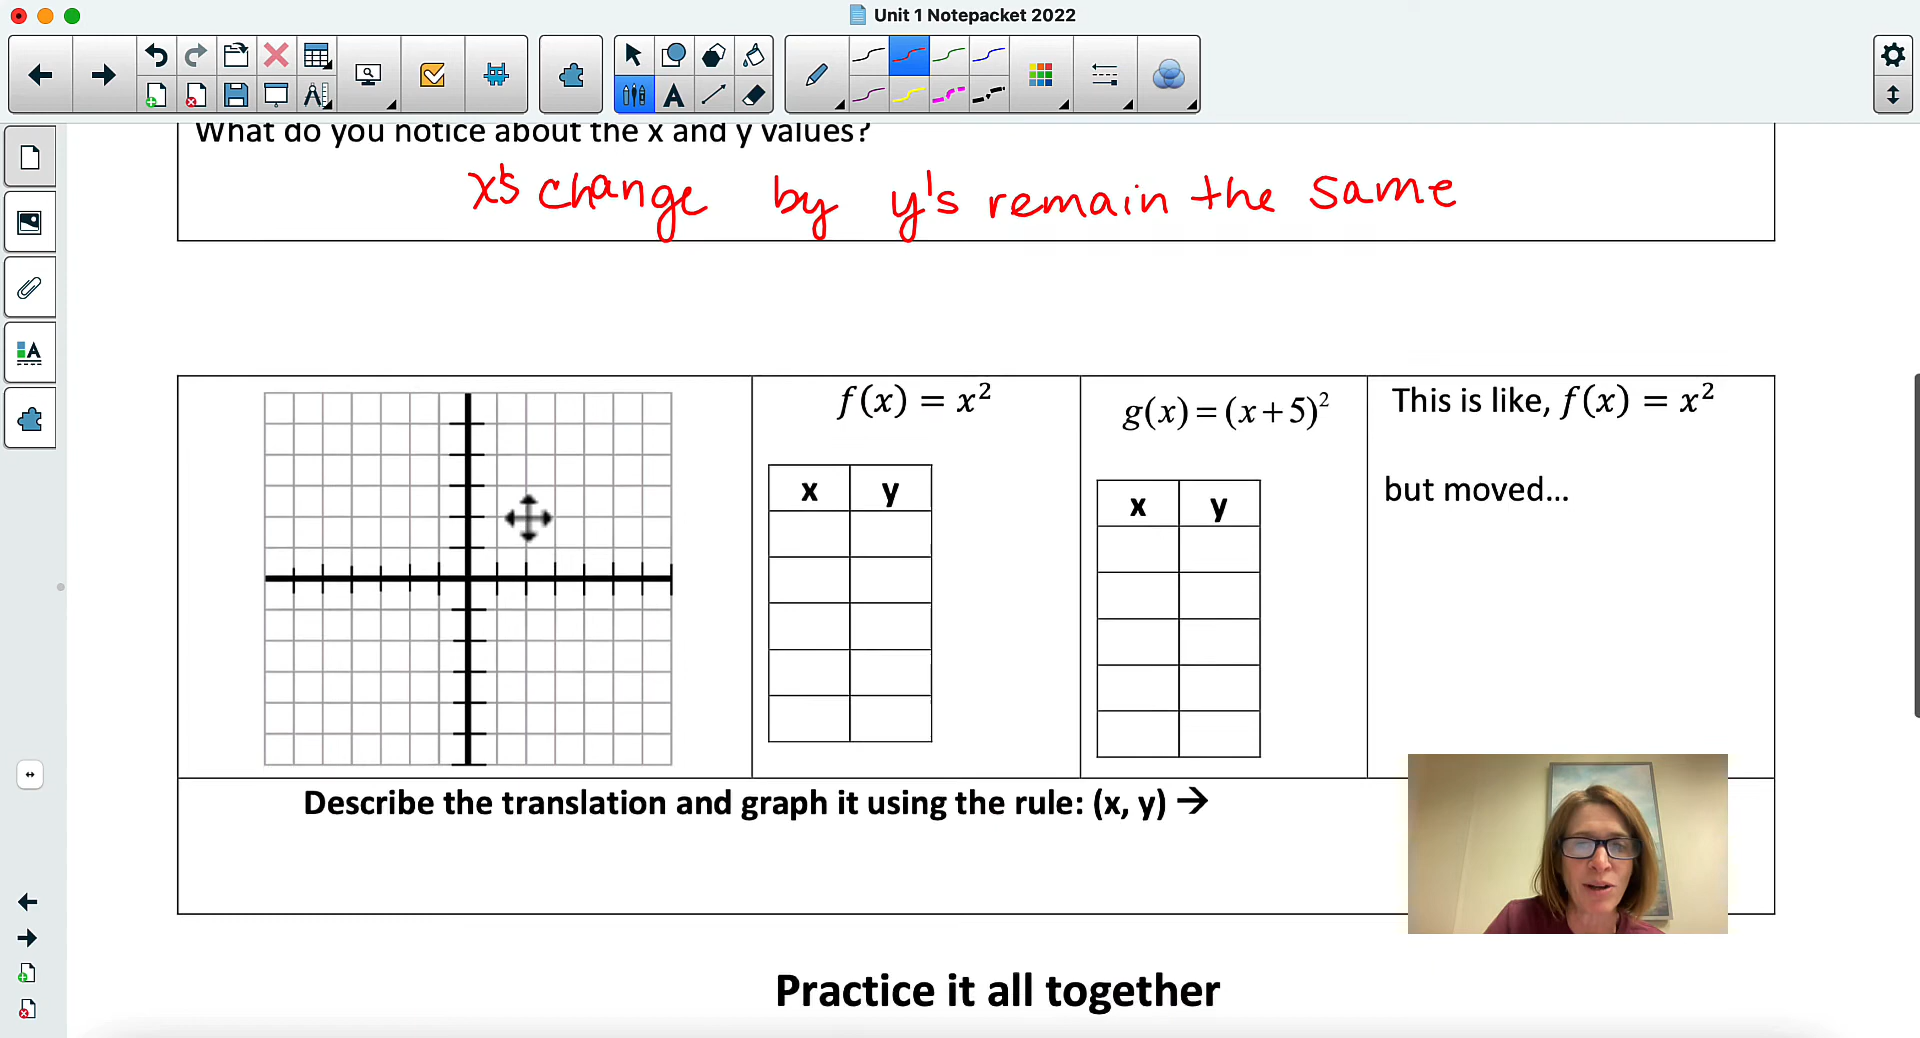 Unit 1 Notepacket 2022
What do you notice about the x and y values?
x's change by y's remain the same
f(x) = x²
g(x) = (x + 5)²
This is like, f(x) = x²
but moved...
x y
x y
Describe the translation and graph it using the rule: (x, y) →
Practice it all together